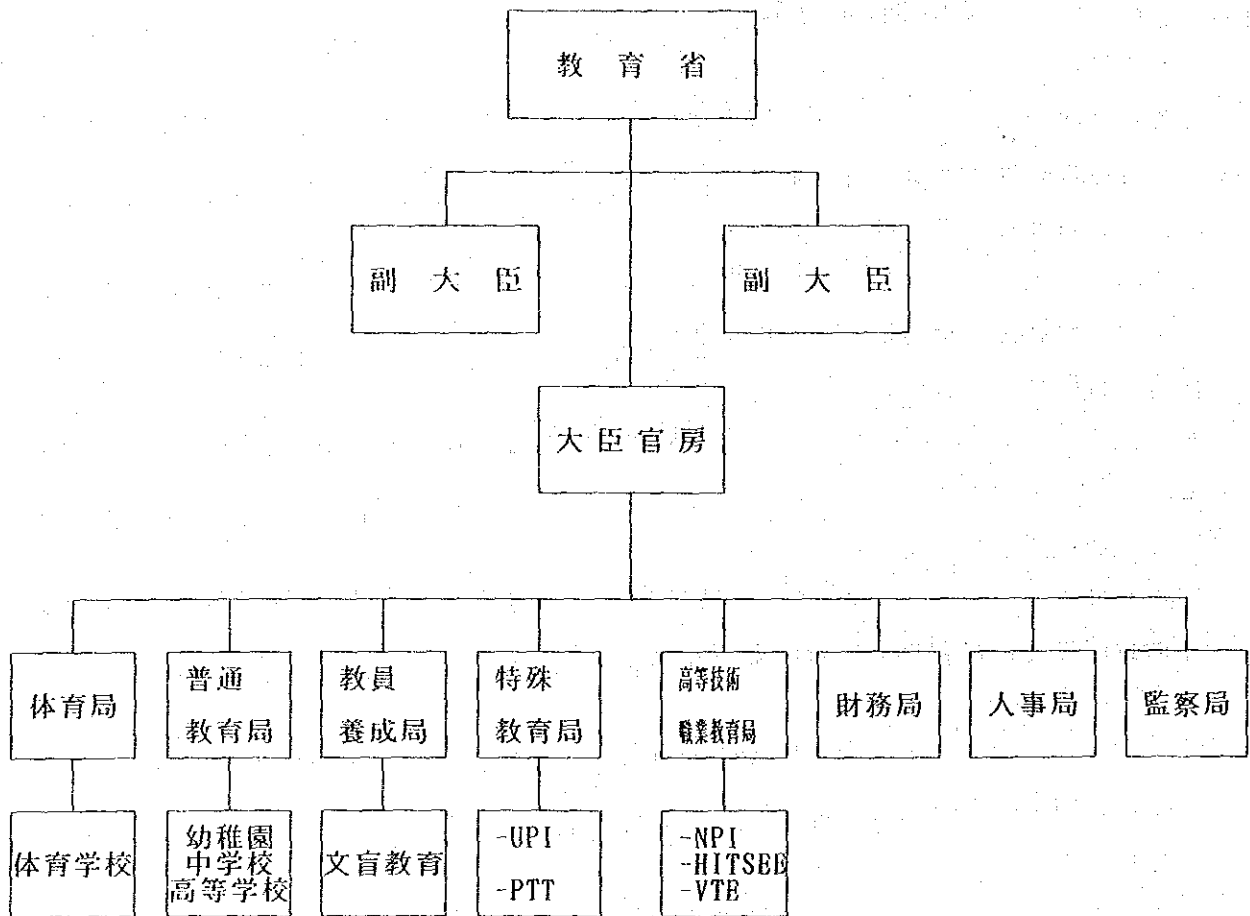 教育省
副大臣
副大臣
大臣官房
体育局
普通
教育局
教員
養成局
特殊
教育局
高等技術
職業教育局
財務局
人事局
監察局
体育学校
幼稚園
中学校
高等学校
文盲教育
-UPI
-PTT
-NPI
-HITSEE
-VTE